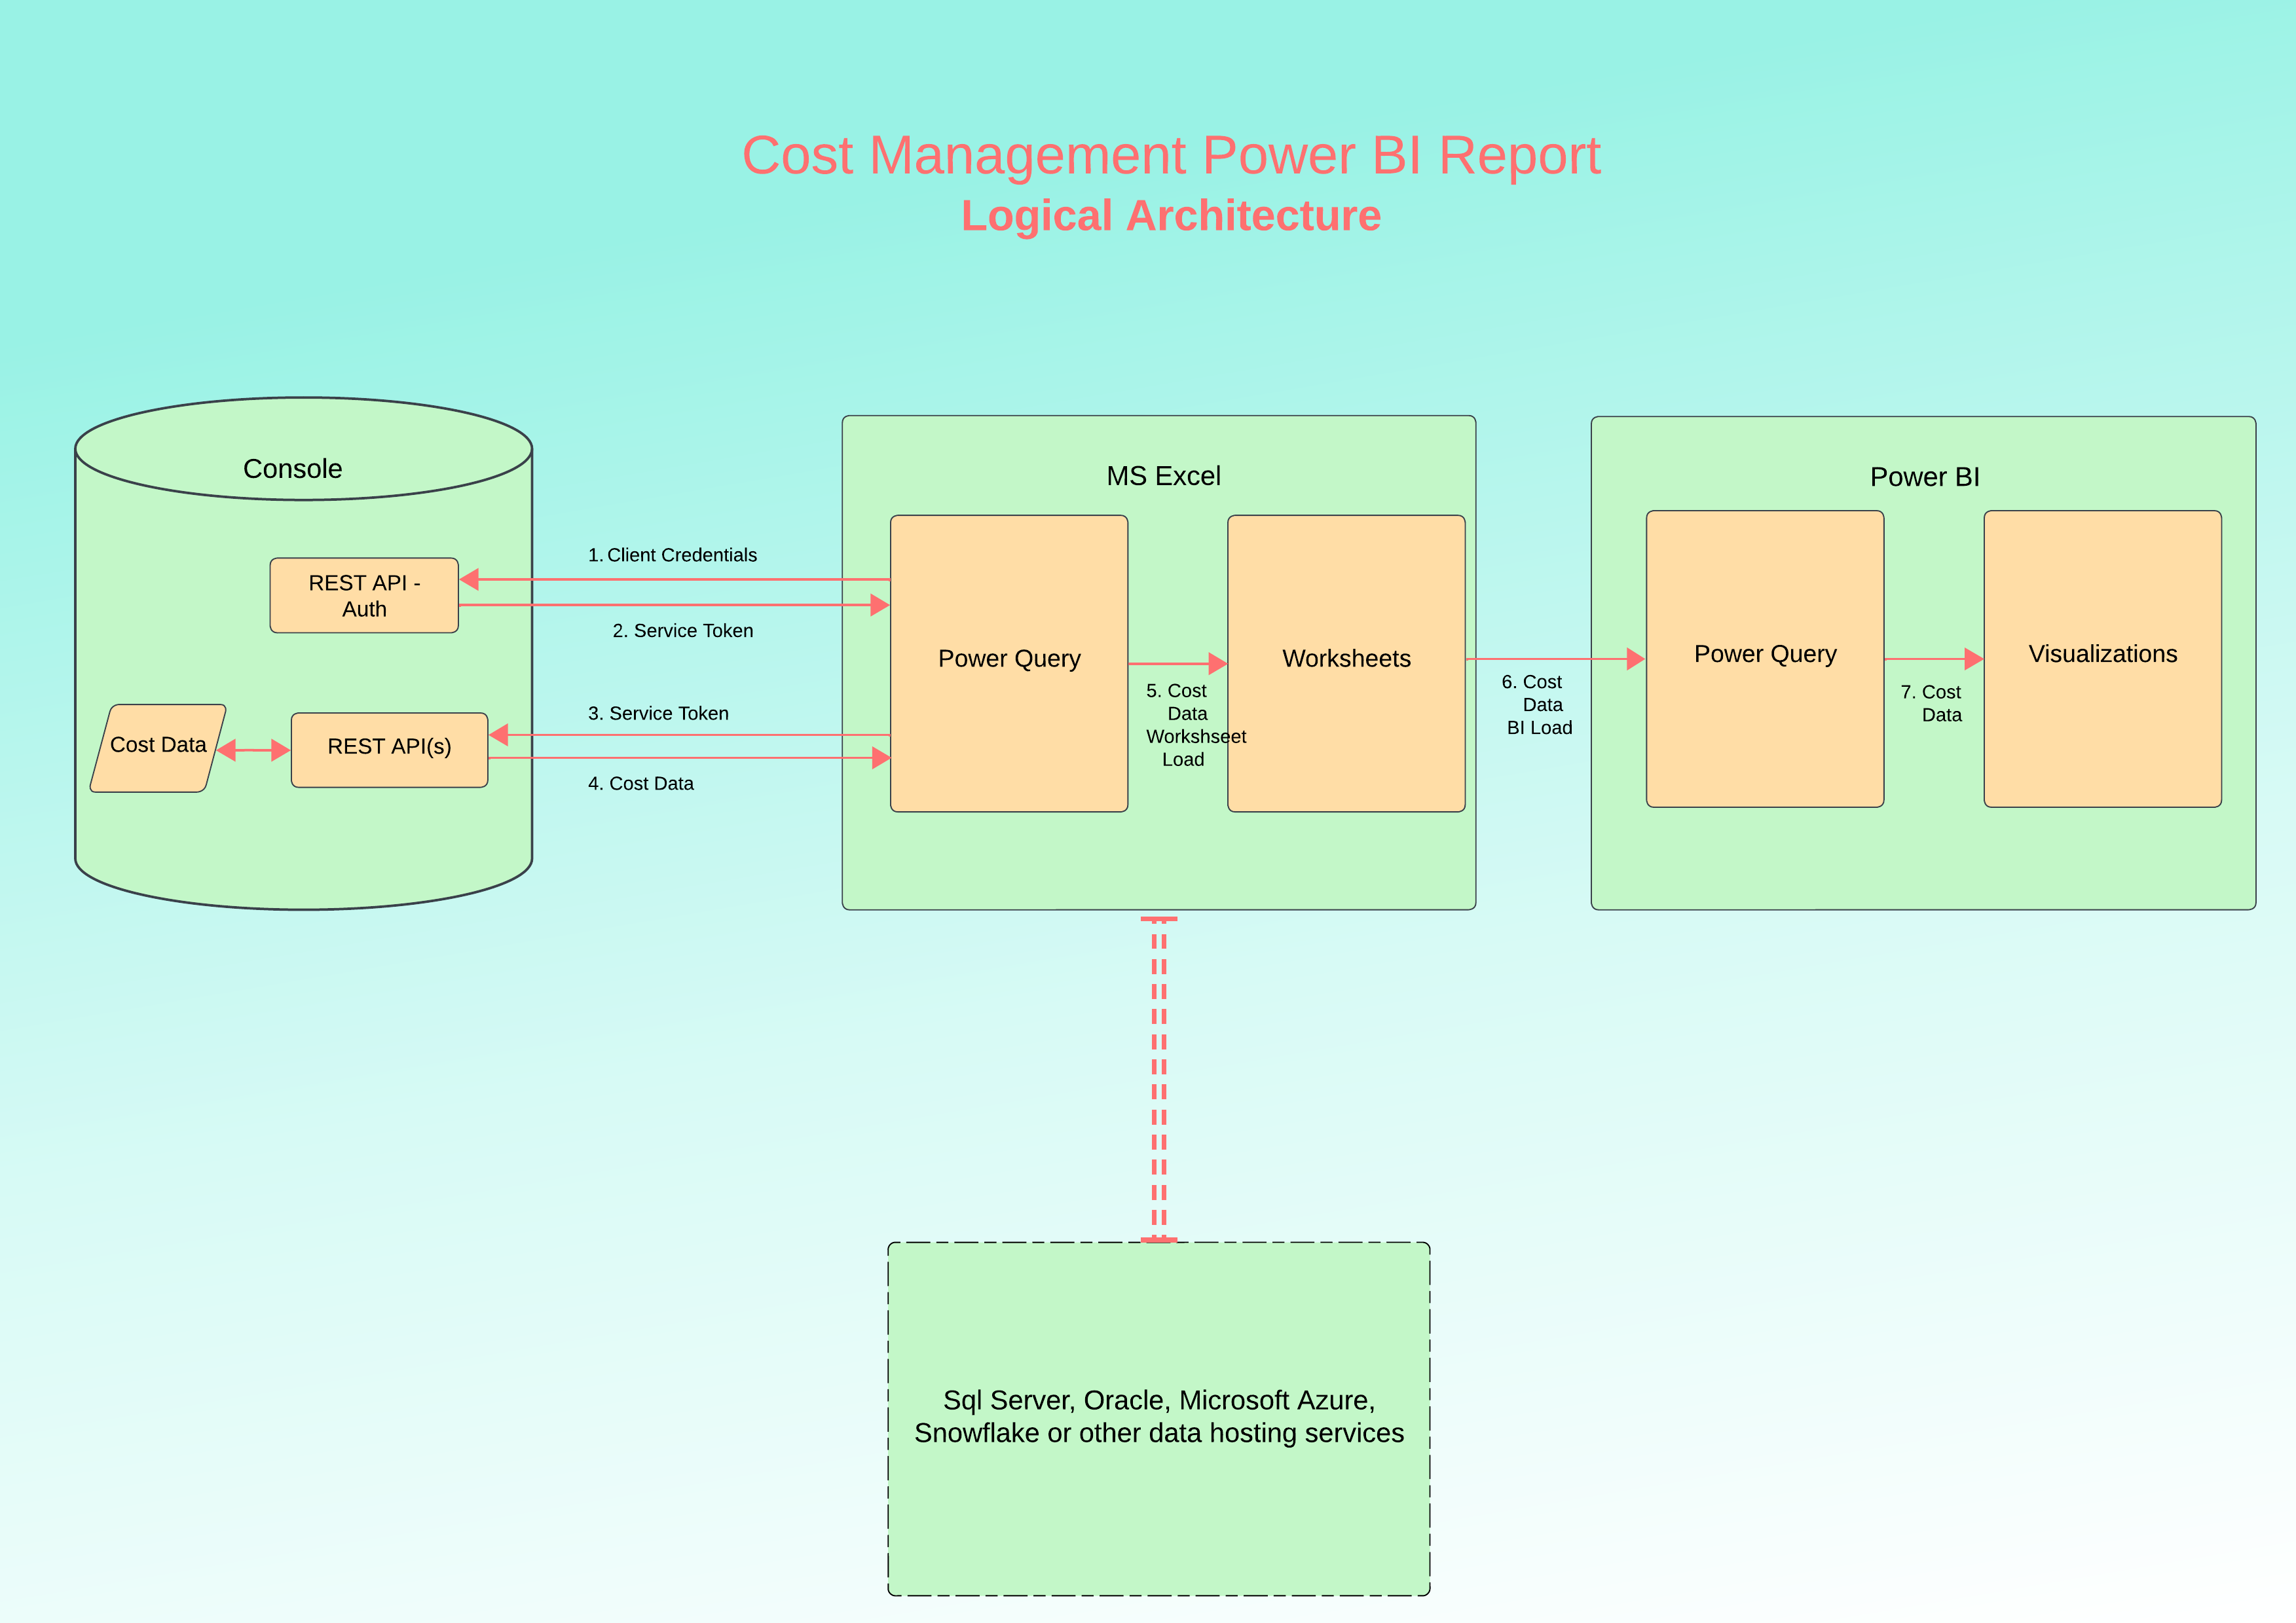 Cost Management Power BI Report
Logical Architecture
Console
REST API -
Auth
Cost Data
REST API(s)
1. Client Credentials
2. Service Token
3. Service Token
4. Cost Data
MS Excel
Power Query
5. Cost
Data
Workshseet
Load
Worksheets
6. Cost
Data
BI Load
Power BI
Power Query
7. Cost
Data
Visualizations
Sql Server, Oracle, Microsoft Azure,
Snowflake or other data hosting services